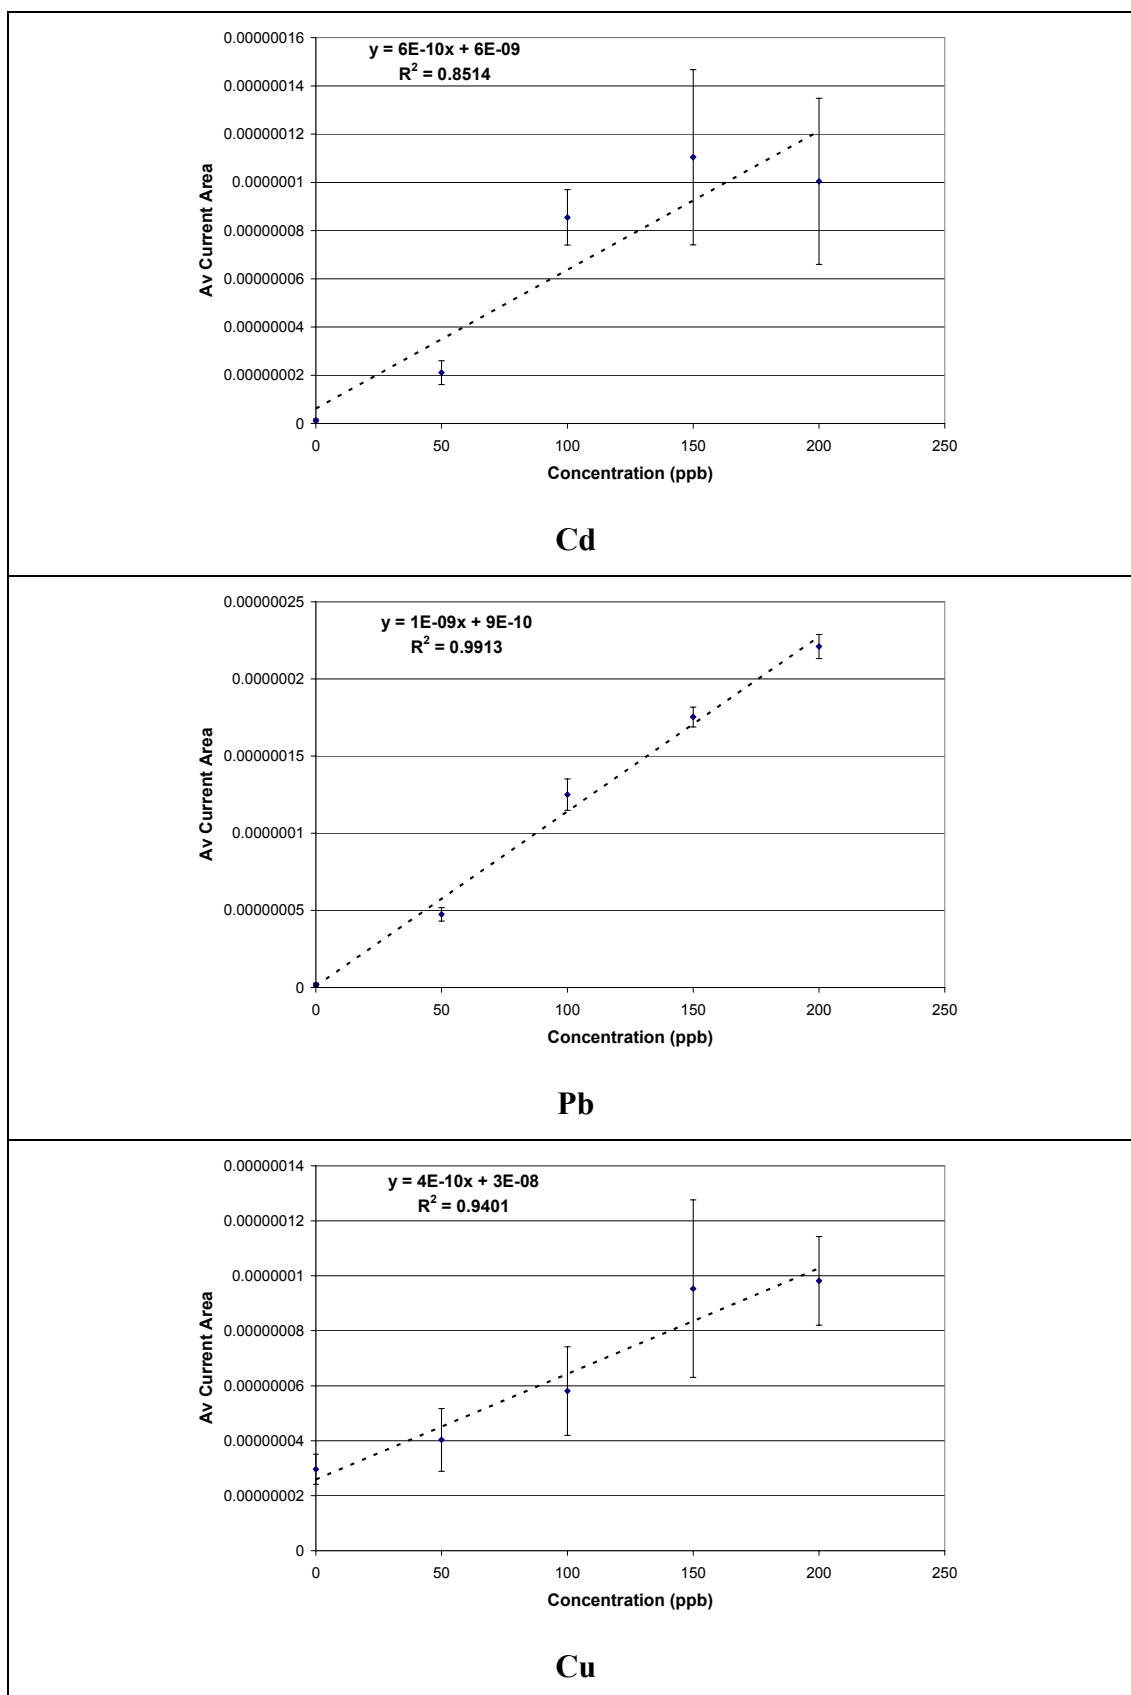 0.00000016
y = 6E-10x + 6E-09
R² = 0.8514
0.00000014
0.00000012
0.0000001
0.00000008
0.00000006
0.00000004
0.00000002
0
Av Current Area
0 50 100 150 200 250
Concentration (ppb)
Cd
0.00000025
y = 1E-09x + 9E-10
R² = 0.9913
0.0000002
0.00000015
0.0000001
0.00000005
0
Av Current Area
0 50 100 150 200 250
Concentration (ppb)
Pb
0.00000014
y = 4E-10x + 3E-08
R² = 0.9401
0.00000012
0.0000001
0.00000008
0.00000006
0.00000004
0.00000002
0
Av Current Area
0 50 100 150 200 250
Concentration (ppb)
Cu